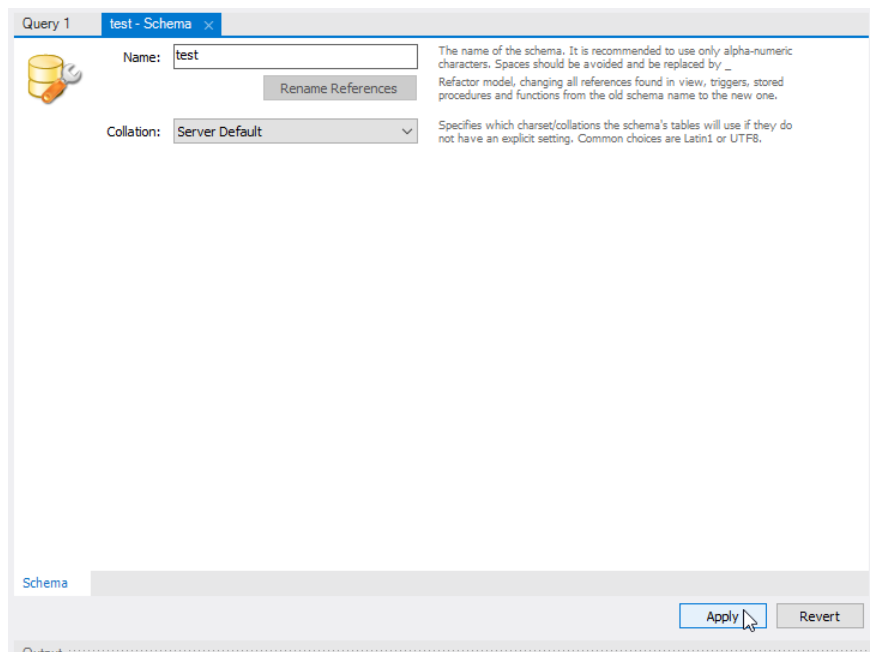 Query 1
test - Schema
Name:
test
The name of the schema. It is recommended to use only alpha-numeric
characters. Spaces should be avoided and be replaced by _
Rename References
Refactor model, changing all references found in view, triggers, stored
procedures and functions from the old schema name to the new one.
Collation:
Server Default
Specifies which charset/collations the schema's tables will use if they do
not have an explicit setting. Common choices are Latin1 or UTF8.
Schema
Apply
Revert
Output